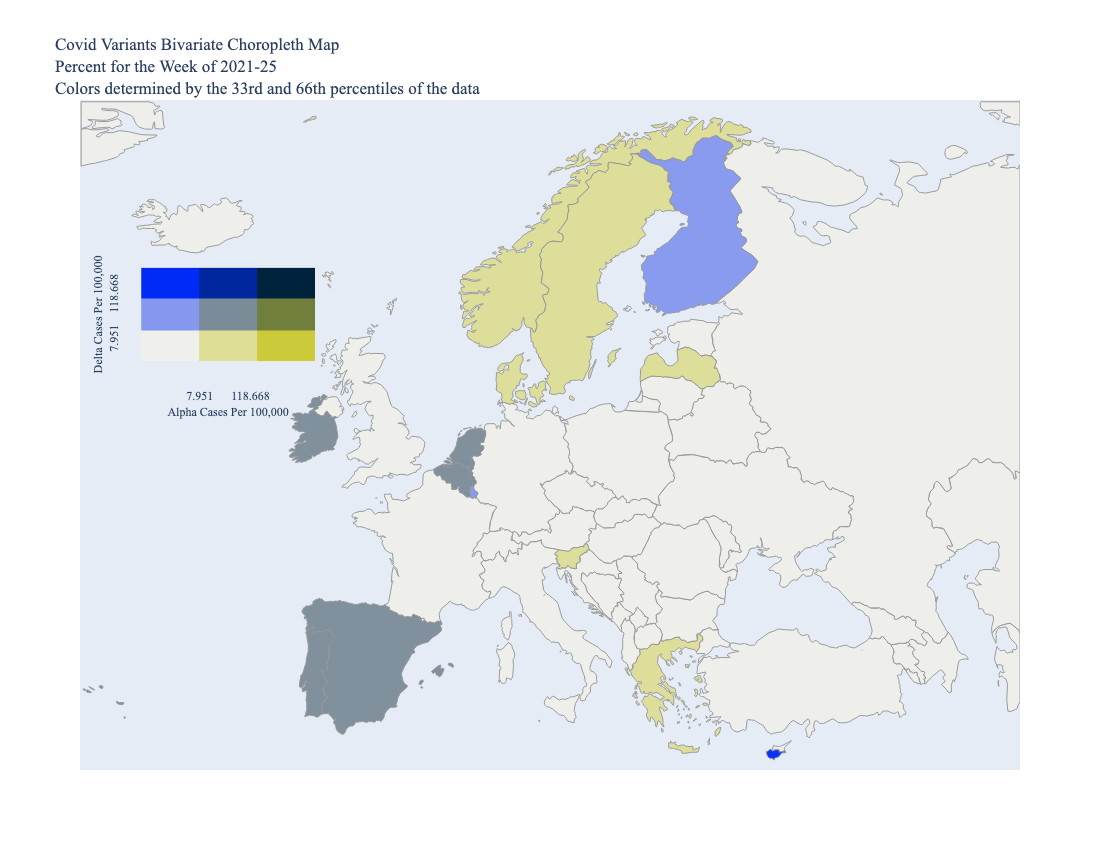 Covid Variants Bivariate Choropleth Map
Percent for the Week of 2021-25
Colors determined by the 33rd and 66th percentiles of the data
Delta Cases Per 100,000
7.951 118.668
7.951 118.668
Alpha Cases Per 100,000